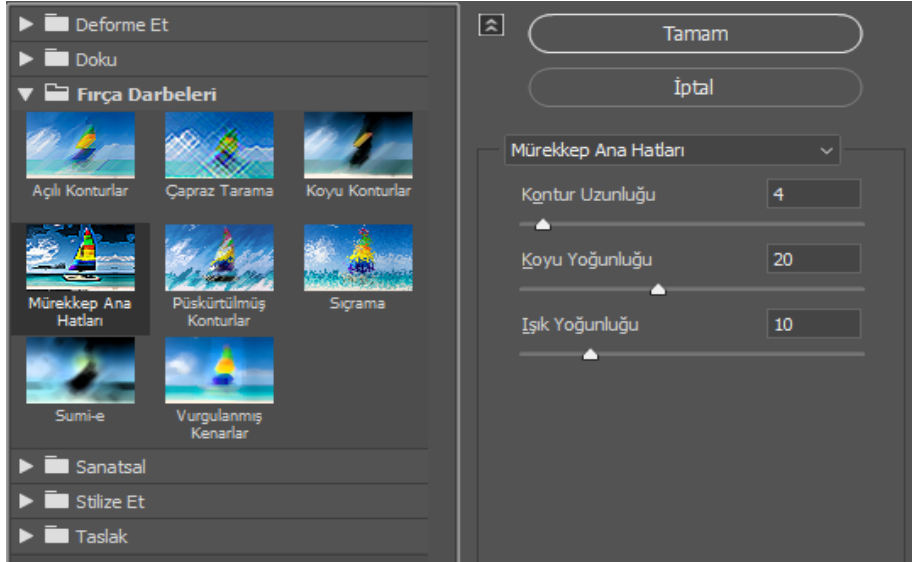 Deforme Et
Doku
Fırça Darbeleri
Açılı Konturlar
Çapraz Tarama
Koyu Konturlar
Mürekkep Ana
Hatları
Püskürtülmüş
Konturlar
Sıçrama
Sumi-e
Vurgulanmış
Kenarlar
Sanatsal
Stilize Et
Taslak
Tamam
İptal
Mürekkep Ana Hatları
Kontur Uzunluğu
4
Koyu Yoğunluğu
20
Işık Yoğunluğu
10